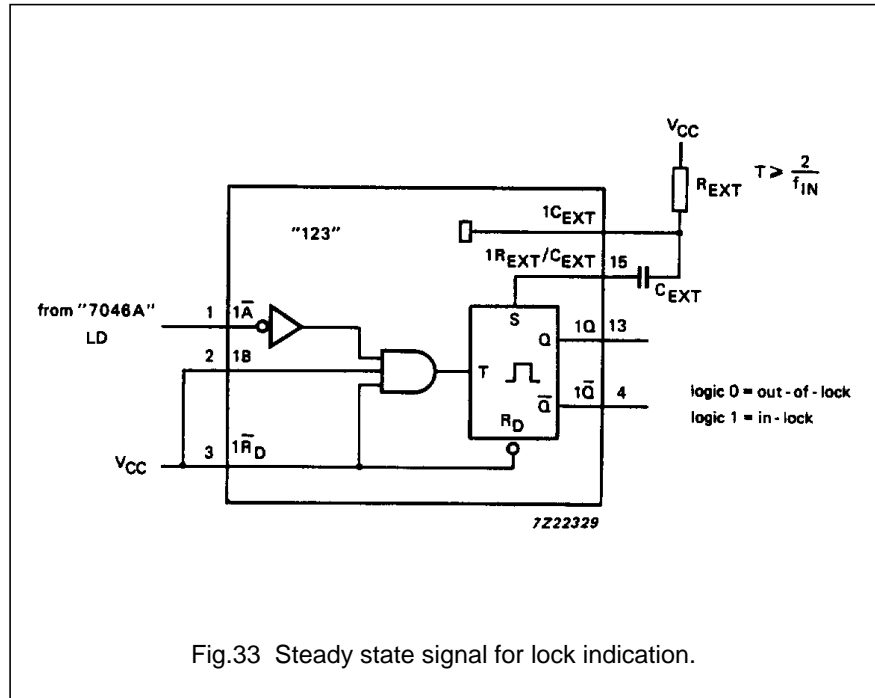 VCC
REXT
T ⩾ 2/fIN
1CEXT
"123"
1REXT/CEXT
15
CEXT
from "7046A"
LD
1
1A̅
S
Q
1Q
13
2
1B
T
Q̅
1Q̅
4
logic 0 = out-of-lock
logic 1 = in-lock
RD
VCC
3
1R̅D
7Z22329
Fig.33 Steady state signal for lock indication.